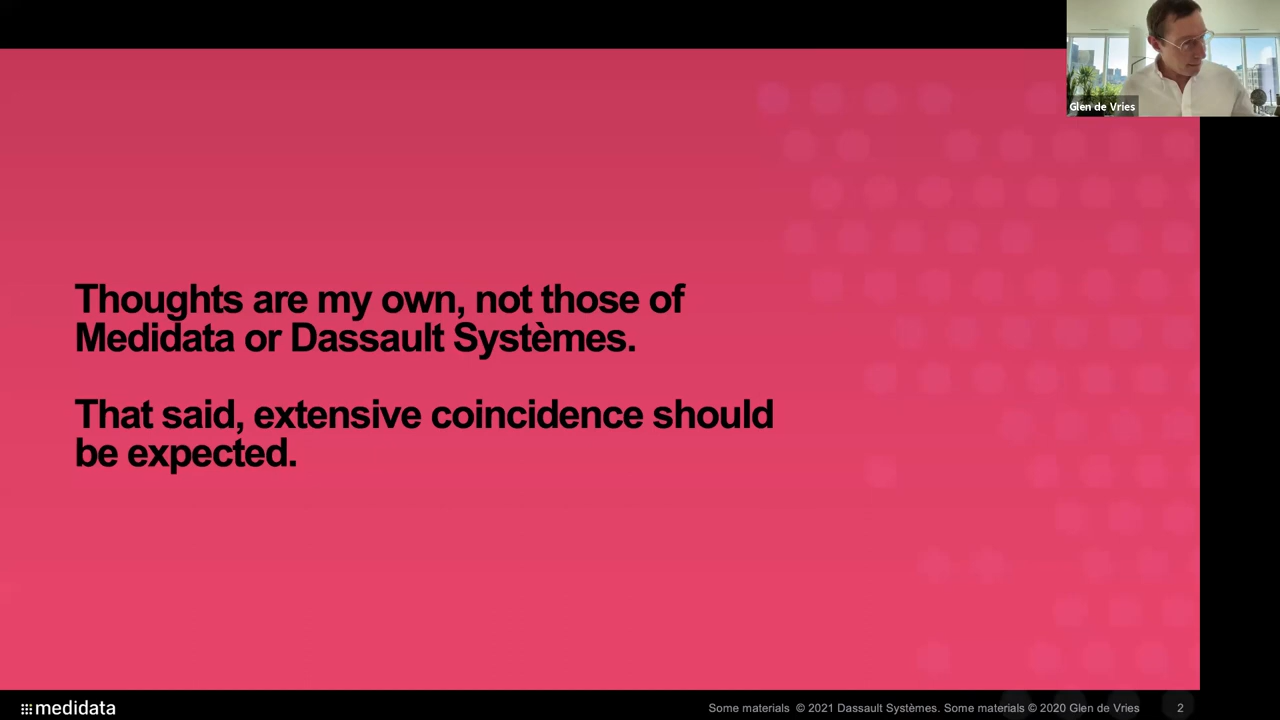 Glen de Vries
Thoughts are my own, not those of
Medidata or Dassault Systèmes.
That said, extensive coincidence should
be expected.
medidata
Some materials © 2021 Dassault Systèmes. Some materials © 2020 Glen de Vries
2